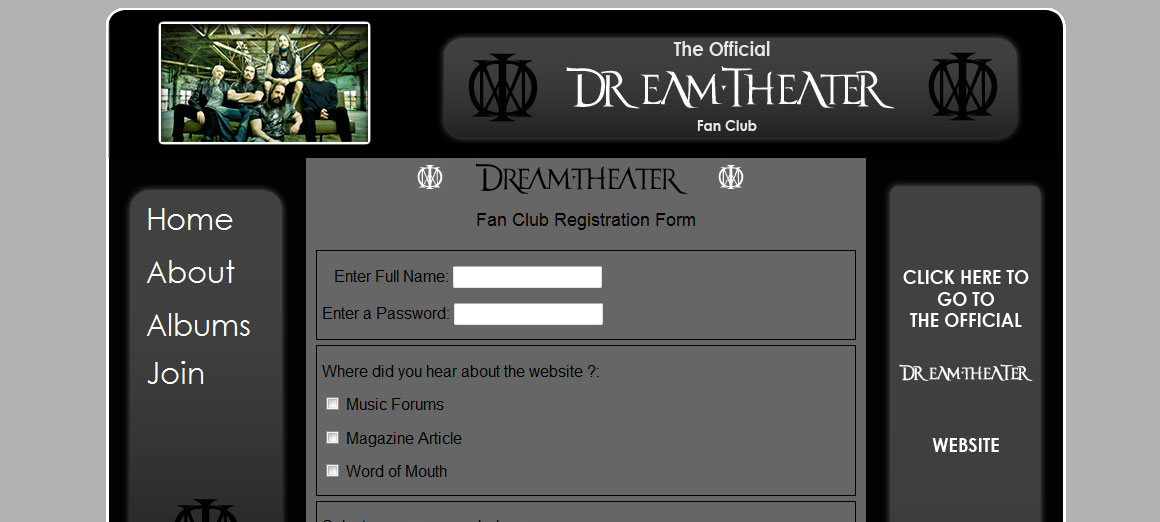 The Official
DREAM·THEATER
Fan Club
Home
About
Albums
Join
DREAM·THEATER
Fan Club Registration Form
Enter Full Name:
Enter a Password:
Where did you hear about the website ?:
Music Forums
Magazine Article
Word of Mouth
CLICK HERE TO
GO TO
THE OFFICIAL
DREAM·THEATER
WEBSITE